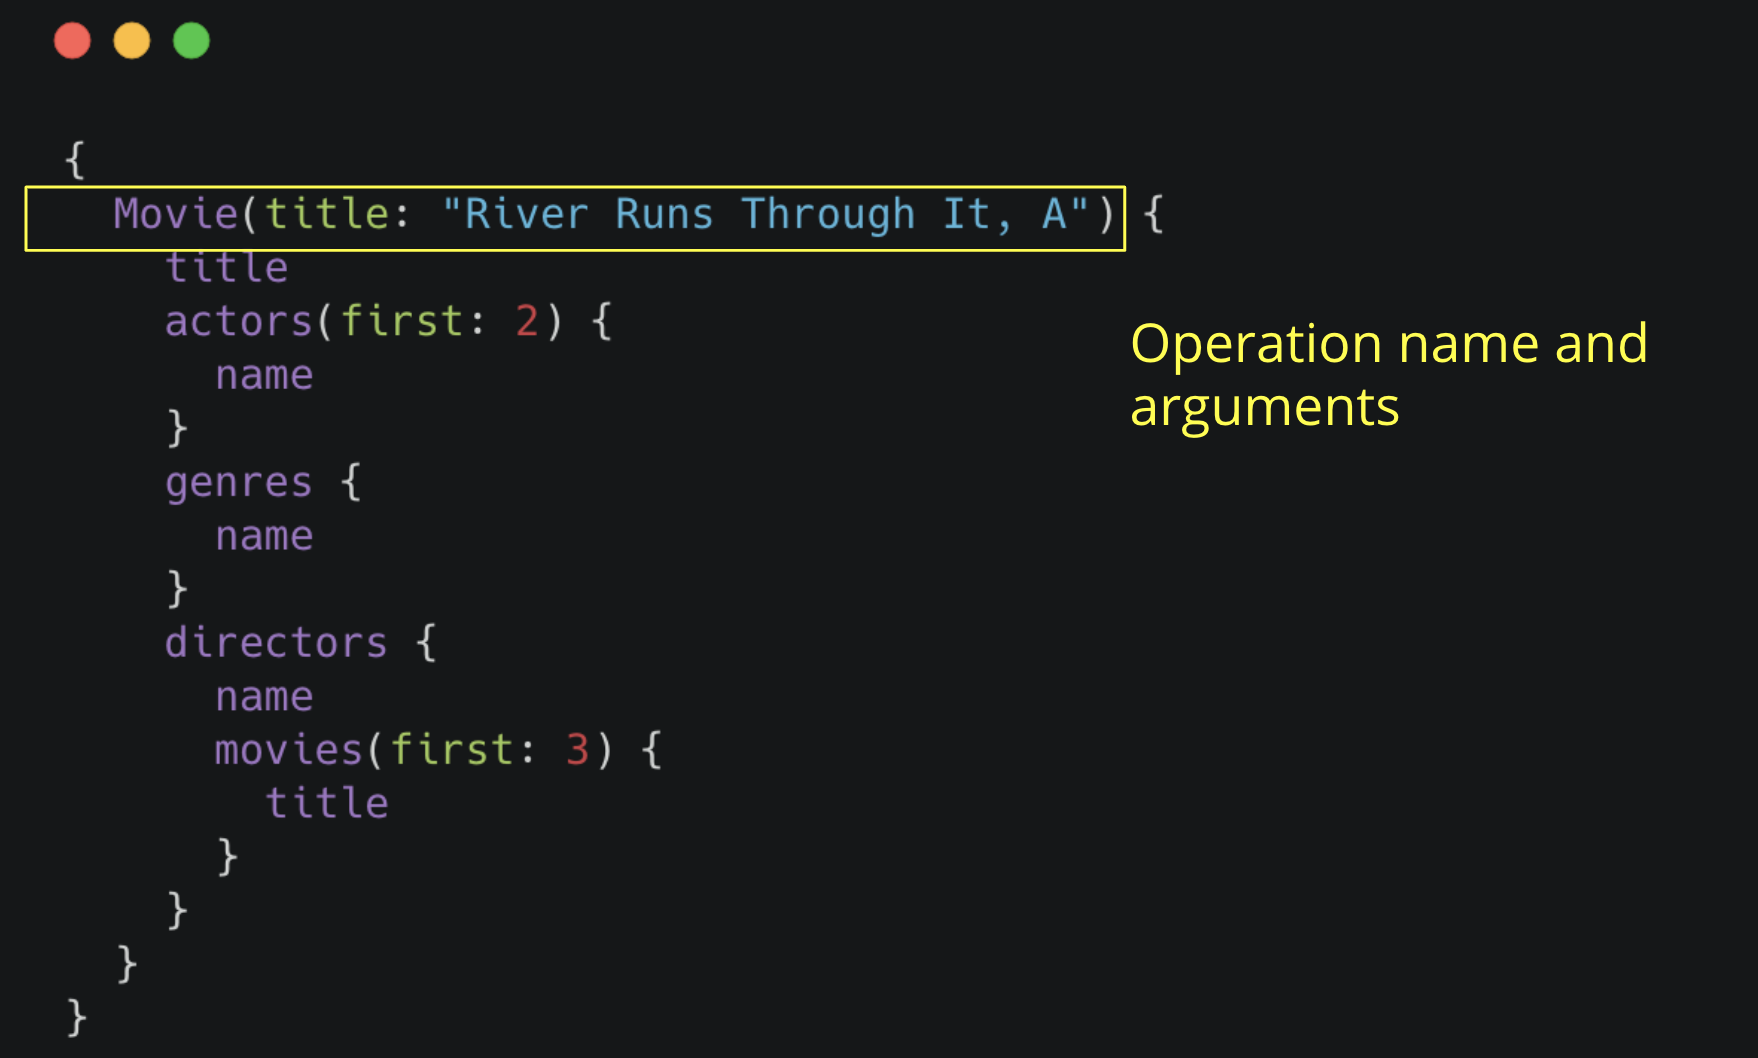 {
  Movie(title: "River Runs Through It, A") {
    title
    actors(first: 2) {
      name
    }
    genres {
      name
    }
    directors {
      name
      movies(first: 3) {
        title
      }
    }
  }
}
Operation name and
arguments